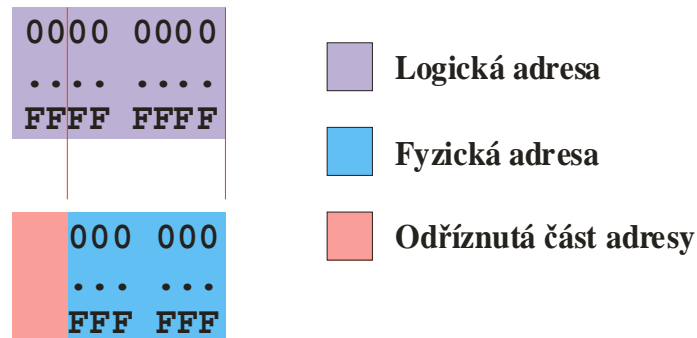 0000 0000
.... ....
FFFF FFFF
000 000
... ...
FFF FFF
Logická adresa
Fyzická adresa
Odříznutá část adresy